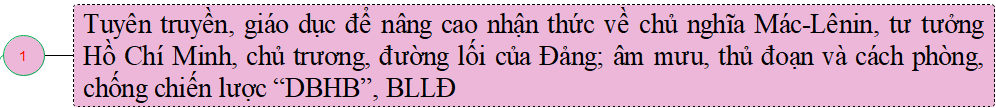 1
Tuyên truyền, giáo dục để nâng cao nhận thức về chủ nghĩa Mác-Lênin, tư tưởng
Hồ Chí Minh, chủ trương, đường lối của Đảng; âm mưu, thủ đoạn và cách phòng,
chống chiến lược “DBHB”, BLLĐ